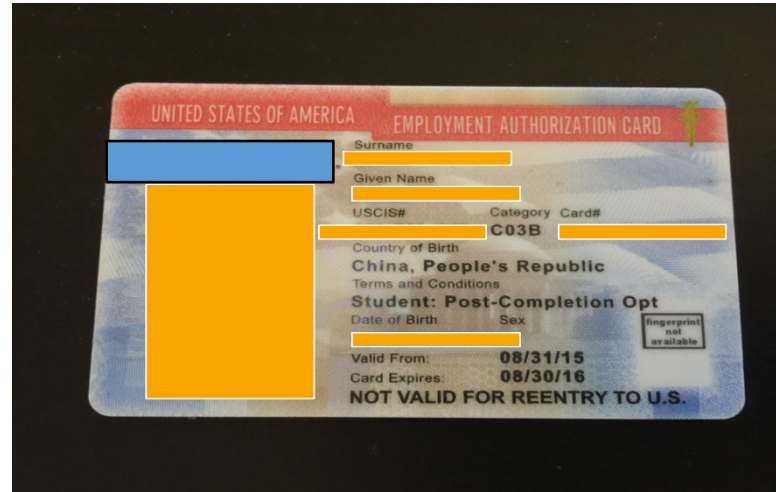 UNITED STATES OF AMERICA
EMPLOYMENT AUTHORIZATION CARD
Surname
Given Name
USCIS# Category Card#
C03B
Country of Birth
China, People's Republic
Terms and Conditions
Student: Post-Completion Opt
Date of Birth Sex
fingerprint
not
available
Valid From: 08/31/15
Card Expires: 08/30/16
NOT VALID FOR REENTRY TO U.S.